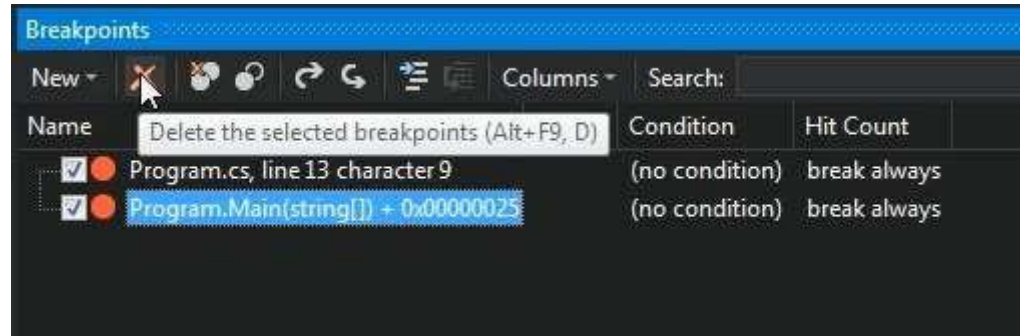 Breakpoints
New Columns Search:
Name Condition Hit Count
Delete the selected breakpoints (Alt+F9, D)
Program.cs, line 13 character 9 (no condition) break always
Program.Main(string[]) + 0x00000025 (no condition) break always